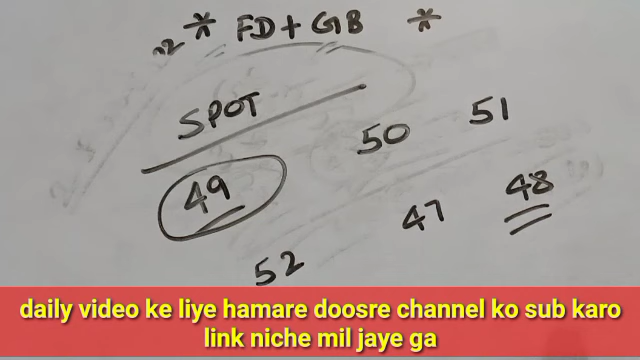 * FD + GB *
SPOT
50 51
49
47 48
52
daily video ke liye hamare doosre channel ko sub karo
link niche mil jaye ga